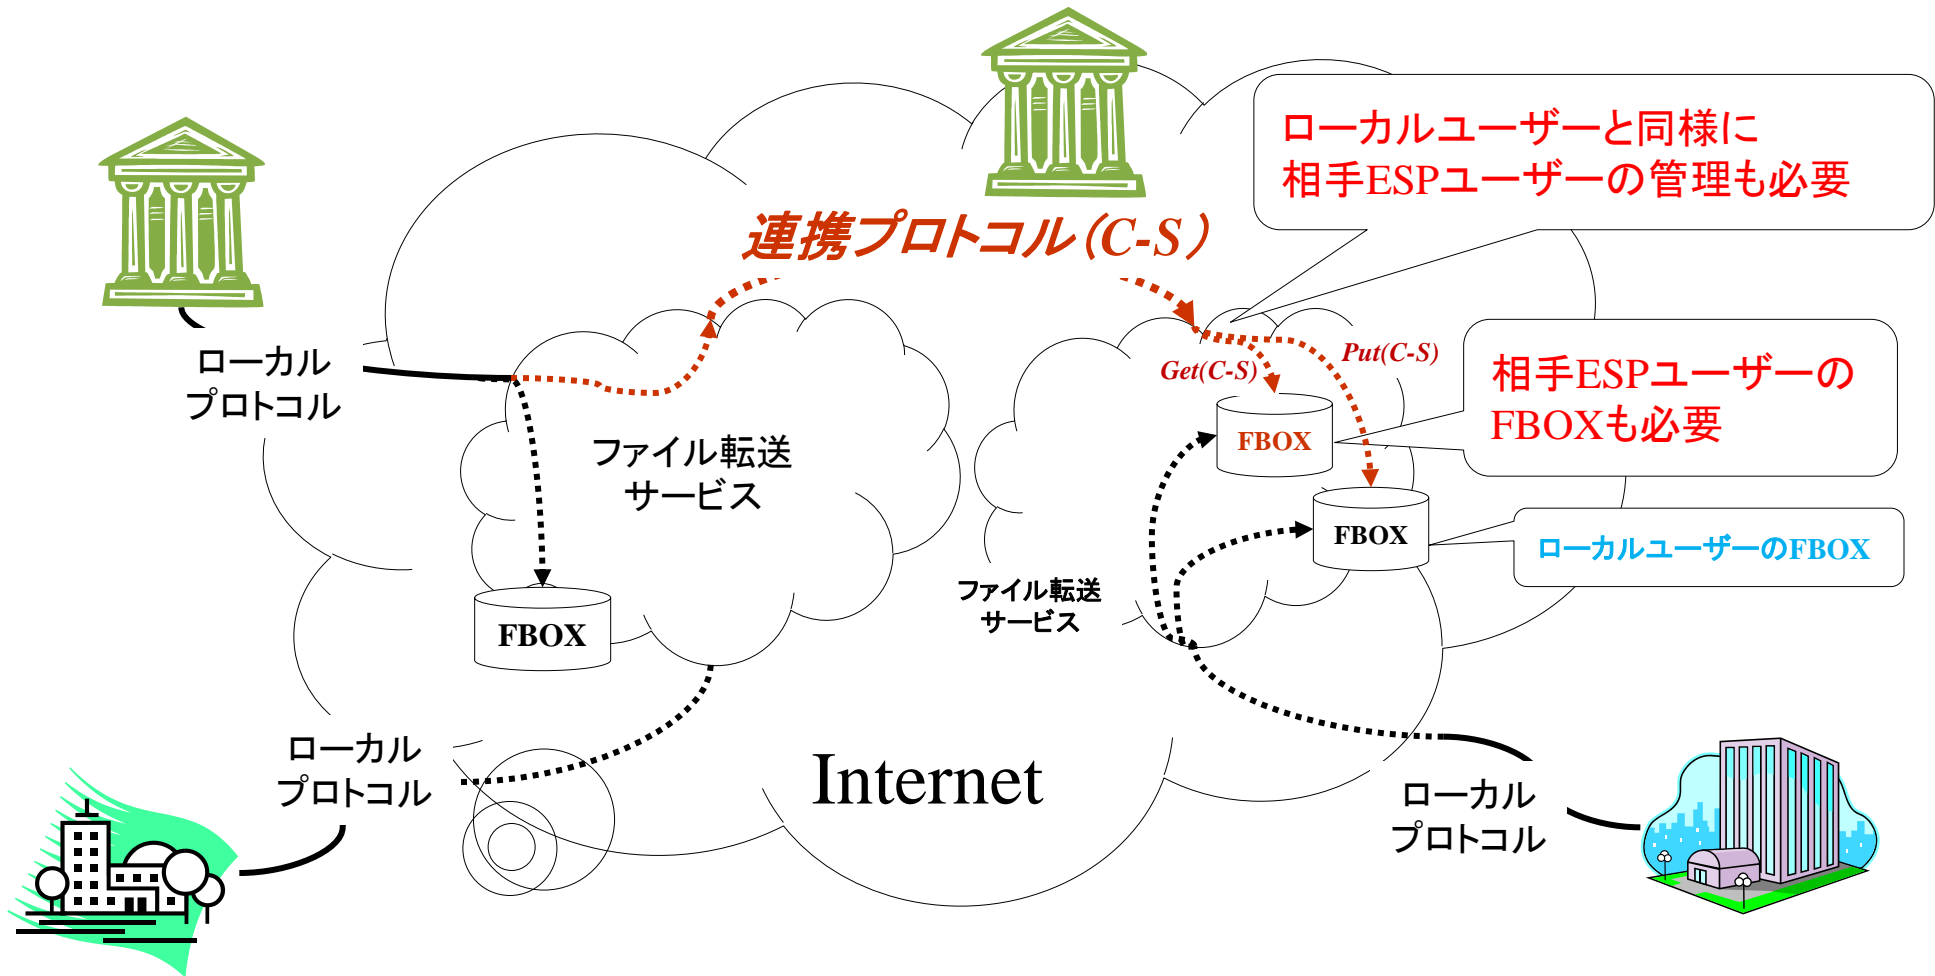 ローカルユーザーと同様に
相手ESPユーザーの管理も必要
連携プロトコル（C-S）
ローカル
プロトコル
Get(C-S)
Put(C-S)
相手ESPユーザーの
FBOXも必要
ファイル転送
サービス
FBOX
FBOX
ローカルユーザーのFBOX
ファイル転送
サービス
FBOX
ローカル
プロトコル
Internet
ローカル
プロトコル